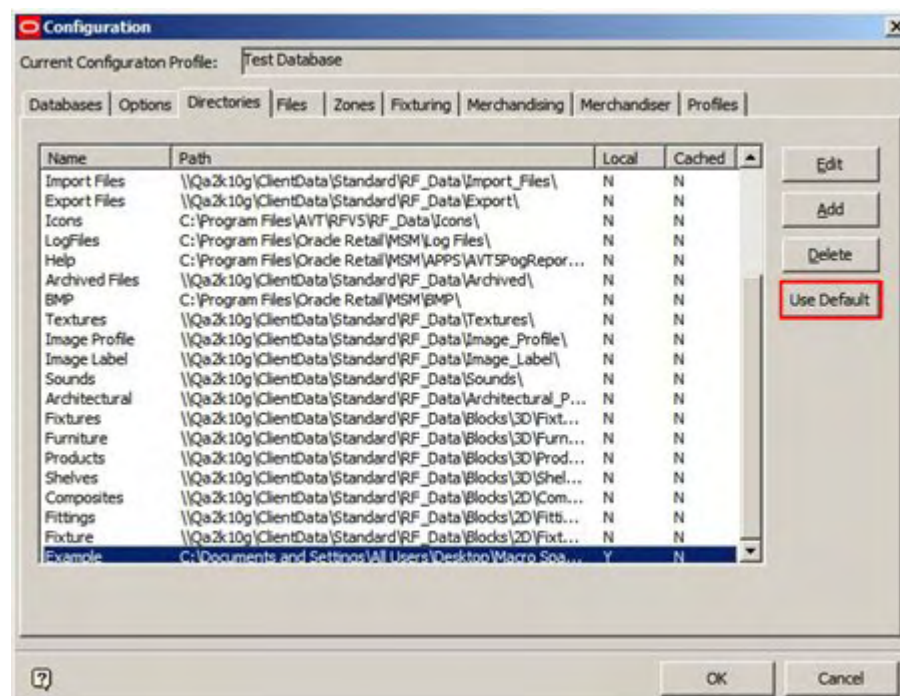 Configuration
Current Configuraton Profile: Test Database
Databases Options Directories Files Zones Fixturing Merchandising Merchandiser Profiles
Name Path Local Cached
Import Files \\Qa2k10g\ClientData\Standard\RF_Data\Import_Files\ N N
Export Files \\Qa2k10g\ClientData\Standard\RF_Data\Export\ N N
Icons C:\Program Files\AVT\RFV5\RF_Data\Icons\ N N
LogFiles C:\Program Files\Oracle Retail\MSM\Log Files\ N N
Help C:\Program Files\Oracle Retail\MSM\APPS\AVTSPogRepor... N N
Archived Files \\Qa2k10g\ClientData\Standard\RF_Data\Archived\ N N
BMP C:\Program Files\Oracle Retail\MSM\BMP\ N N
Textures \\Qa2k10g\ClientData\Standard\RF_Data\Textures\ N N
Image Profile \\Qa2k10g\ClientData\Standard\RF_Data\Image_Profile\ N N
Image Label \\Qa2k10g\ClientData\Standard\RF_Data\Image_Label\ N N
Sounds \\Qa2k10g\ClientData\Standard\RF_Data\Sounds\ N N
Architectural \\Qa2k10g\ClientData\Standard\RF_Data\Architectural_P... N N
Fixtures \\Qa2k10g\ClientData\Standard\RF_Data\Blocks\3D\Fixt... N N
Furniture \\Qa2k10g\ClientData\Standard\RF_Data\Blocks\3D\Furn... N N
Products \\Qa2k10g\ClientData\Standard\RF_Data\Blocks\3D\Prod... N N
Shelves \\Qa2k10g\ClientData\Standard\RF_Data\Blocks\3D\Shel... N N
Composites \\Qa2k10g\ClientData\Standard\RF_Data\Blocks\2D\Com... N N
Fittings \\Qa2k10g\ClientData\Standard\RF_Data\Blocks\2D\Fitti... N N
Fixture \\Qa2k10g\ClientData\Standard\RF_Data\Blocks\2D\Fixt... N N
Example C:\Documents and Settings\All Users\Desktop\Macro Spa... Y N
Edit
Add
Delete
Use Default
OK Cancel